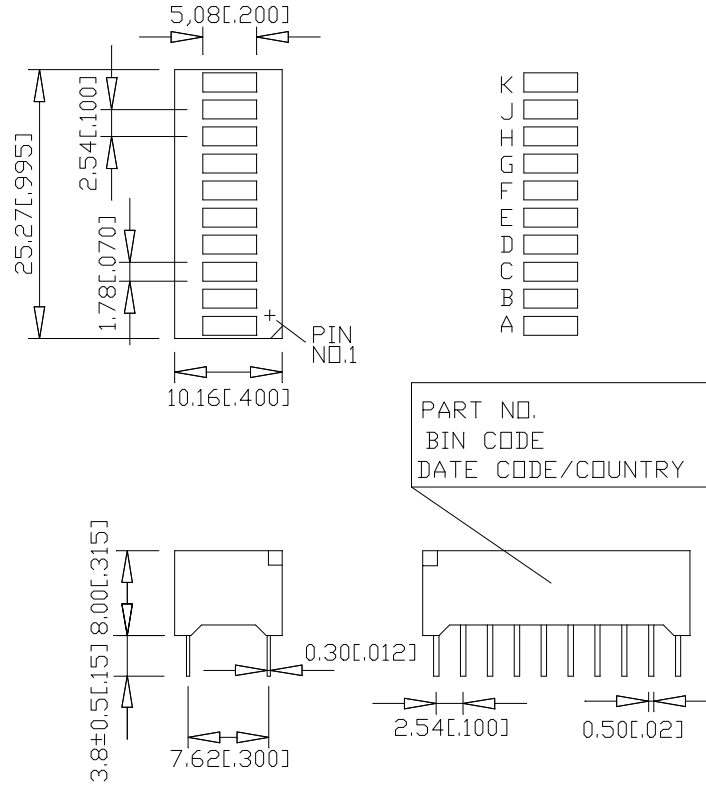 5,08[.200]
25.27[.995]
2.54[.100]
1.78[.070]
PIN
NO.1
10.16[.400]
K
J
H
G
F
E
D
C
B
A
PART NO.
BIN CODE
DATE CODE/COUNTRY
8.00[.315]
3.8±0.5[.15]
0.30[.012]
7.62[.300]
2.54[.100]
0.50[.02]